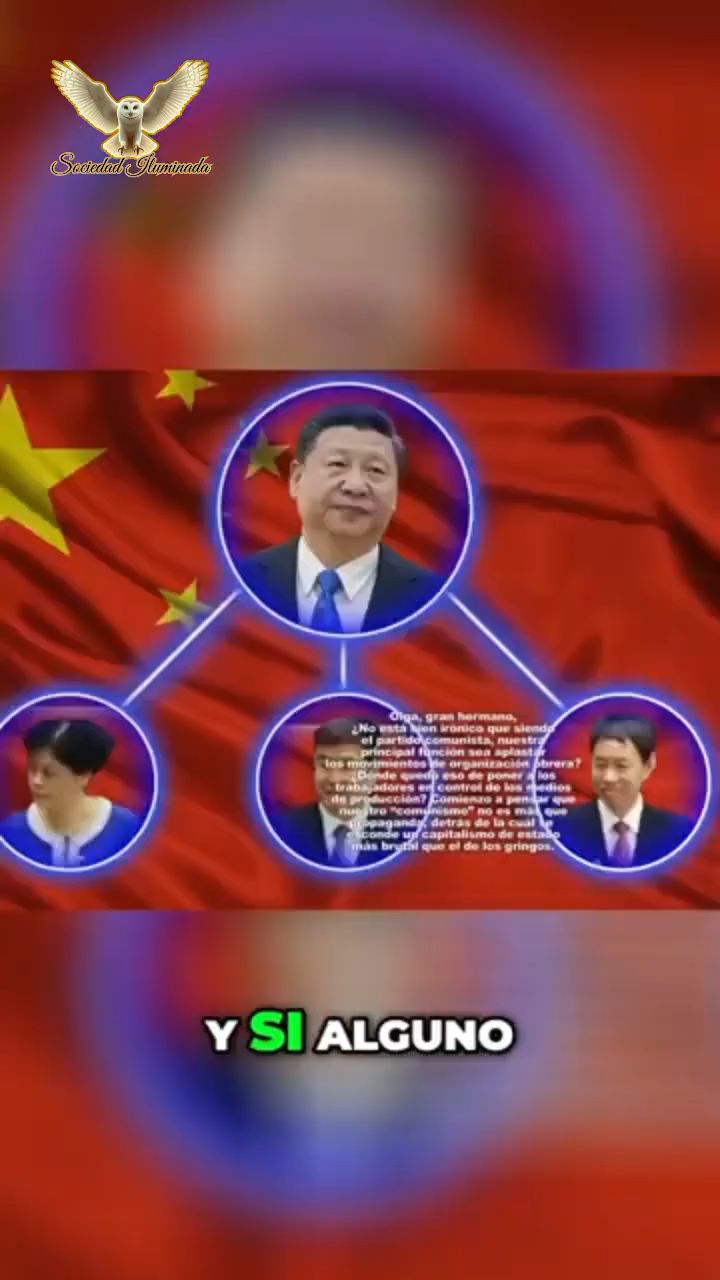 Sociedad Iluminada
Oiga, gran hermano,
¿No está bien irónico que siendo
el partido comunista, nuestra
principal función sea aplastar
los movimientos de organización obrera?
¿Dónde quedó eso de poner a los
trabajadores en control de los medios
de producción? Comienzo a pensar que
nuestro "comunismo" no es más que
propaganda, detrás de la cual se
esconde un capitalismo de estado
más brutal que el de los gringos.
Y SI ALGUNO